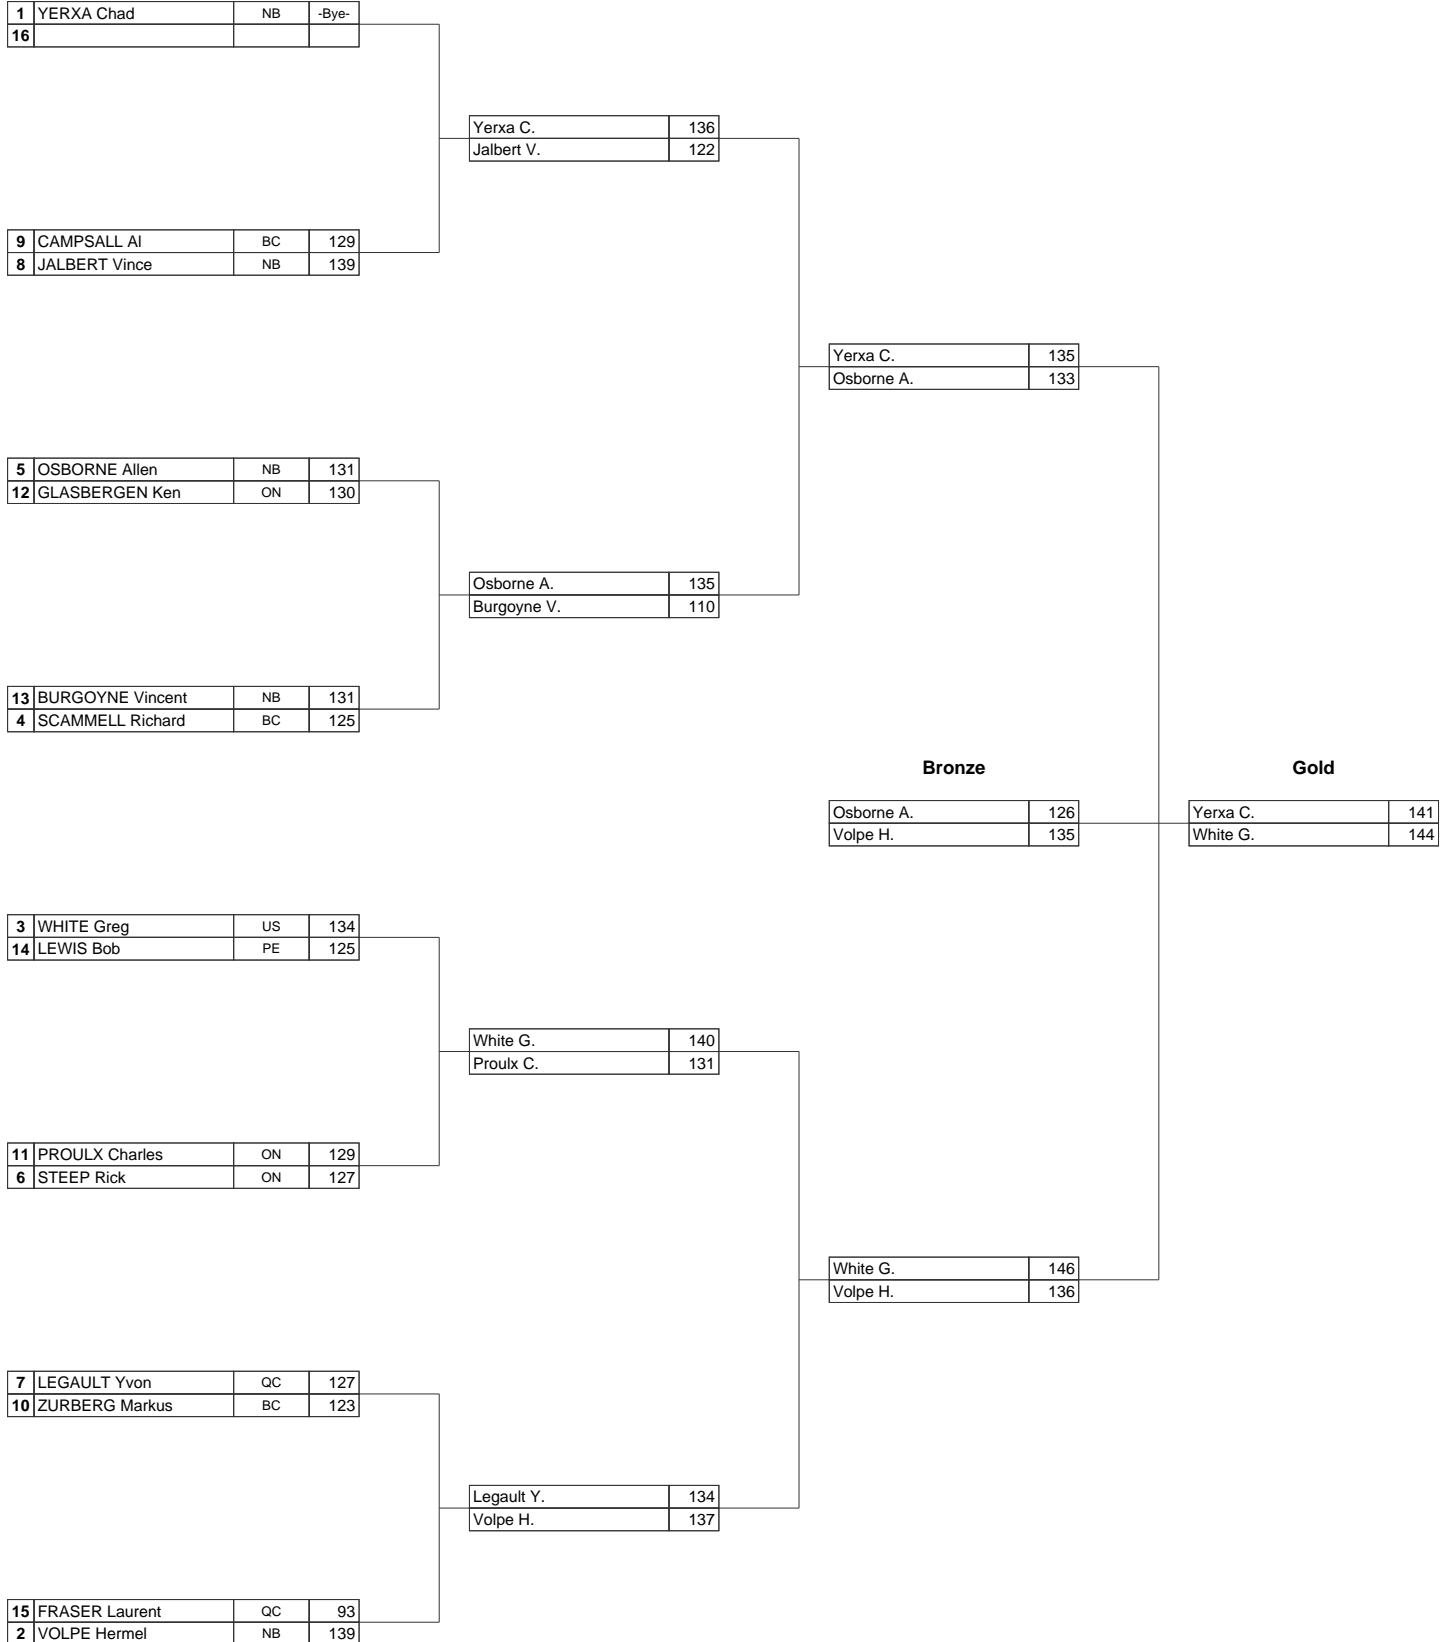 1 YERXA Chad NB -Bye-
16
Yerxa C. 136
Jalbert V. 122
9 CAMPSALL Al BC 129
8 JALBERT Vince NB 139
Yerxa C. 135
Osborne A. 133
5 OSBORNE Allen NB 131
12 GLASBERGEN Ken ON 130
Osborne A. 135
Burgoyne V. 110
13 BURGOYNE Vincent NB 131
4 SCAMMELL Richard BC 125
Bronze Gold
Osborne A. 126 Yerxa C. 141
Volpe H. 135 White G. 144
3 WHITE Greg US 134
14 LEWIS Bob PE 125
White G. 140
Proulx C. 131
11 PROULX Charles ON 129
6 STEEP Rick ON 127
White G. 146
Volpe H. 136
7 LEGAULT Yvon QC 127
10 ZURBERG Markus BC 123
Legault Y. 134
Volpe H. 137
15 FRASER Laurent QC 93
2 VOLPE Hermel NB 139